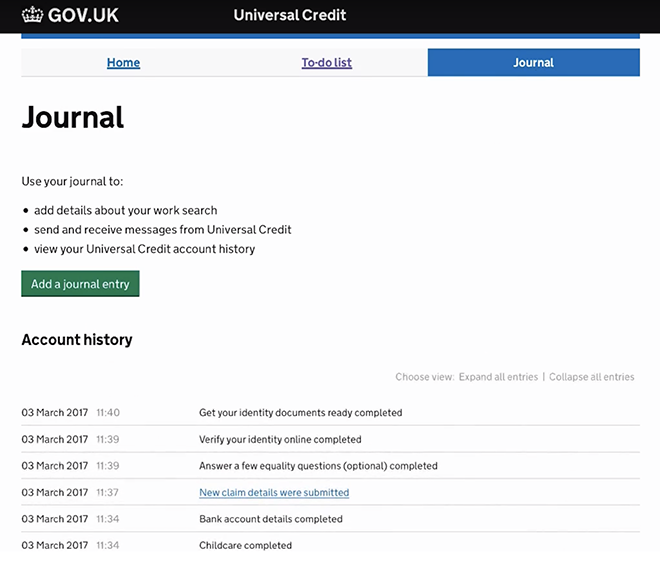 GOV.UK Universal Credit
Home To-do list Journal
Journal
Use your journal to:
• add details about your work search
• send and receive messages from Universal Credit
• view your Universal Credit account history
Add a journal entry
Account history
Choose view: Expand all entries | Collapse all entries
03 March 2017 11:40 Get your identity documents ready completed
03 March 2017 11:39 Verify your identity online completed
03 March 2017 11:39 Answer a few equality questions (optional) completed
03 March 2017 11:37 New claim details were submitted
03 March 2017 11:34 Bank account details completed
03 March 2017 11:34 Childcare completed